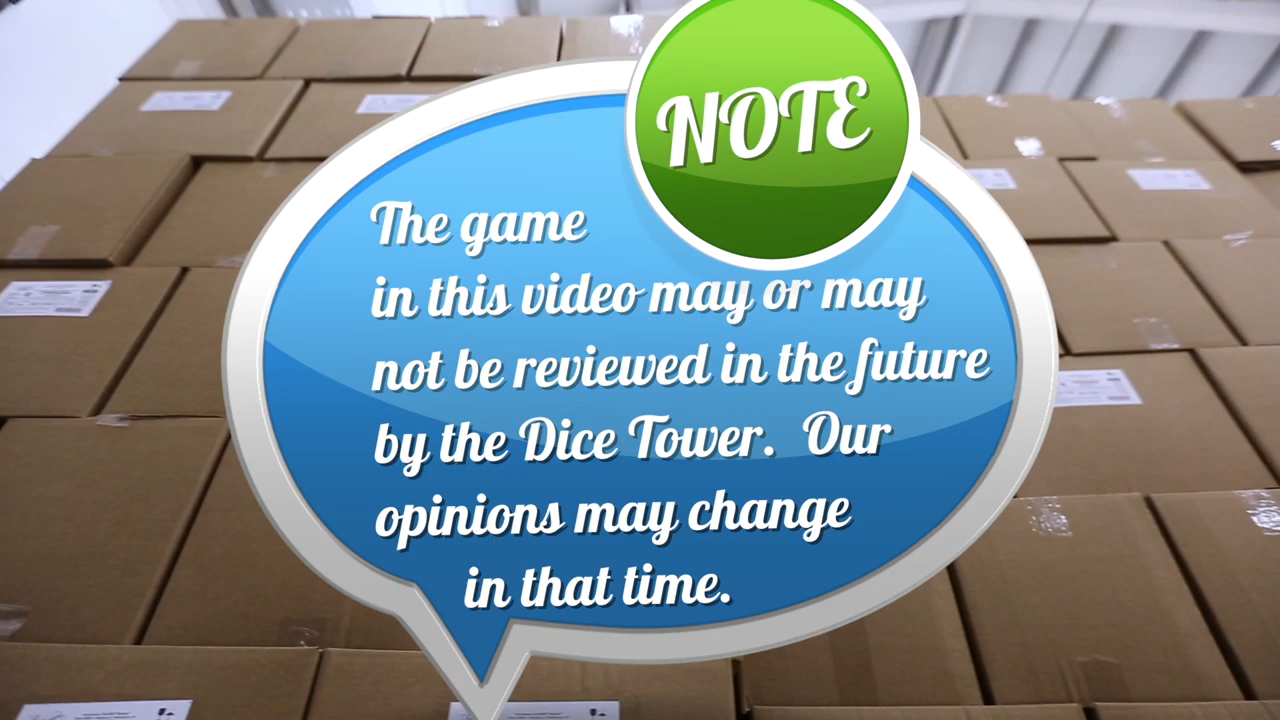 NOTE
The game
in this video may or may
not be reviewed in the future
by the Dice Tower. Our
opinions may change
in that time.